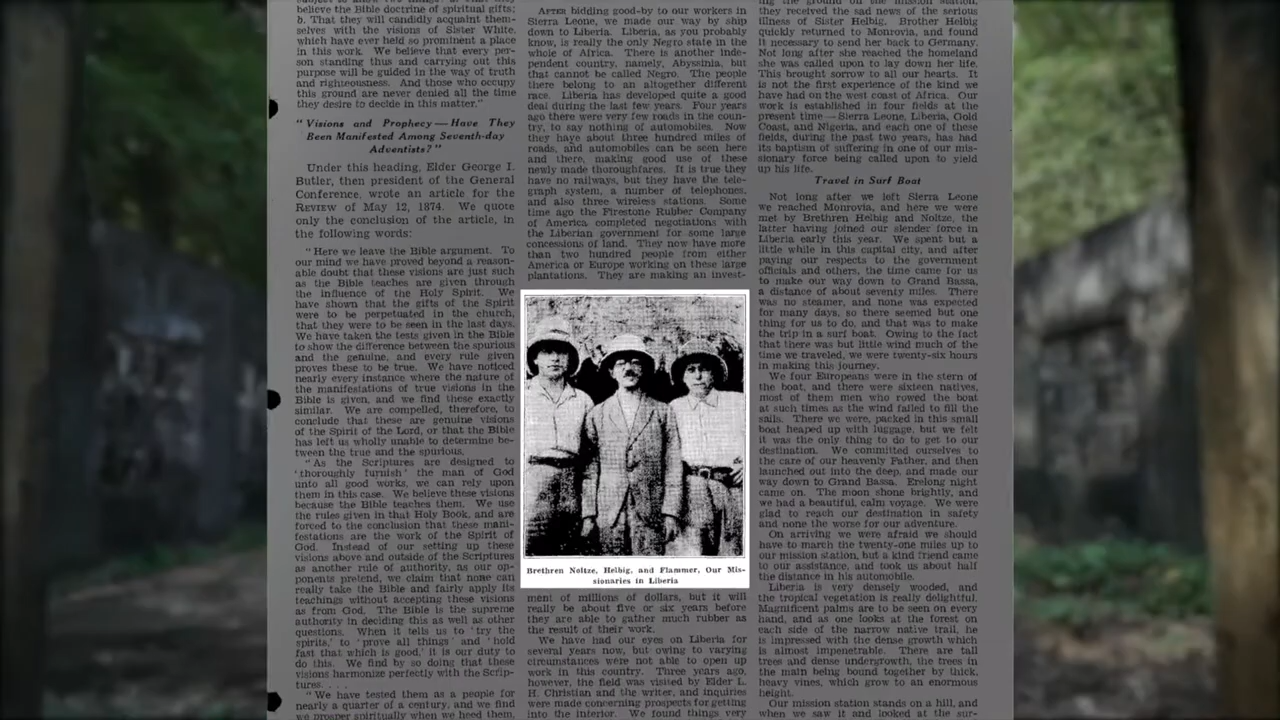 believe the Bible doctrine of spiritual gifts;
b. That they will candidly acquaint them-
selves with the visions of Sister White,
which have ever held so prominent a place
in this work. We believe that every per-
son standing thus and carrying out this
purpose will be guided in the way of truth
and righteousness. And those who occupy
this ground are never denied all the time
they desire to decide in this matter."
"Visions and Prophecy — Have They
Been Manifested Among Seventh-day
Adventists?"
Under this heading, Elder George I.
Butler, then president of the General
Conference, wrote an article for the
REVIEW of May 12, 1874. We quote
only the conclusion of the article, in
the following words:
"Here we leave the Bible argument. To
our mind we have proved beyond a reason-
able doubt that these visions are just such
as the Bible teaches are given through
the influence of the Holy Spirit. We
have shown that the gifts of the Spirit
were to be perpetuated in the church,
that they were to be seen in the last days.
We have taken the tests given in the Bible
to show the difference between the spurious
and the genuine, and every rule given
proves these to be true. We have noticed
nearly every instance where the nature of
the manifestations of true visions in the
Bible is given, and we find these exactly
similar. We are compelled, therefore, to
conclude that these are genuine visions
of the Spirit of the Lord, or that the Bible
has left us wholly unable to determine be-
tween the true and the spurious.
"As the Scriptures are designed to
'thoroughly furnish' the man of God
unto all good works, we can rely upon
them in this case. We believe these visions
because the Bible teaches them. We use
the rules given in that Holy Book, and are
forced to the conclusion that these mani-
festations are the work of the Spirit of
God. Instead of our setting up these
visions above and outside of the Scriptures
as another rule of authority, as our op-
ponents pretend, we claim that none can
really take the Bible and fairly apply its
teachings without accepting these visions
as from God. The Bible is the supreme
authority in deciding this as well as other
questions. When it tells us to 'try the
spirits,' to 'prove all things' and 'hold
fast that which is good,' it is our duty to
do this. We find by so doing that these
visions harmonize perfectly with the Scrip-
tures. . . .
"We have tested them as a people for
nearly a quarter of a century, and we find
we prosper spiritually when we heed them,
AFTER bidding good-by to our workers in
Sierra Leone, we made our way by ship
down to Liberia. Liberia, as you probably
know, is really the only Negro state in the
whole of Africa. There is another inde-
pendent country, namely, Abyssinia, but
that cannot be called Negro. The people
there belong to an altogether different
race. Liberia has developed quite a good
deal during the last few years. Four years
ago there were very few roads in the coun-
try, to say nothing of automobiles. Now
they have about three hundred miles of
roads, and automobiles can be seen here
and there, making good use of these
newly made thoroughfares. It is true they
have no railways, but they have the tele-
graph system, a number of telephones,
and also three wireless stations. Some
time ago the Firestone Rubber Company
of America completed negotiations with
the Liberian government for some large
concessions of land. They now have more
than two hundred people from either
America or Europe working on these large
plantations. They are making an invest-
Brethren Noltze, Helbig, and Flammer, Our Mis-
sionaries in Liberia
ment of millions of dollars, but it will
really be about five or six years before
they are able to gather much rubber as
the result of their work.
We have had our eyes on Liberia for
several years now, but owing to varying
circumstances were not able to open up
work in this country. Three years ago,
however, the field was visited by Elder L.
H. Christian and the writer, and inquiries
were made concerning prospects for getting
into the interior. We found things very
they received the sad news of the serious
illness of Sister Helbig. Brother Helbig
quickly returned to Monrovia, and found
it necessary to send her back to Germany.
Not long after she reached the homeland
she was called upon to lay down her life.
This brought sorrow to all our hearts. It
is not the first experience of the kind we
have had on the west coast of Africa. Our
work is established in four fields at the
present time — Sierra Leone, Liberia, Gold
Coast, and Nigeria, and each one of these
fields, during the past two years, has had
its baptism of suffering in one of our mis-
sionary force being called upon to yield
up his life.
Travel in Surf Boat
Not long after we left Sierra Leone
we reached Monrovia, and here we were
met by Brethren Helbig and Noltze, the
latter having joined our slender force in
Liberia early this year. We spent but a
little while in this capital city, and after
paying our respects to the government
officials and others, the time came for us
to make our way down to Grand Bassa,
a distance of about seventy miles. There
was no steamer, and none was expected
for many days, so there seemed but one
thing for us to do, and that was to make
the trip in a surf boat. Owing to the fact
that there was but little wind much of the
time we traveled, we were twenty-six hours
in making this journey.
We four Europeans were in the stern of
the boat, and there were sixteen natives,
most of them men who rowed the boat
at such times as the wind failed to fill the
sails. There we were, packed in this small
boat heaped up with luggage, but we felt
it was the only thing to do to get to our
destination. We committed ourselves to
the care of our heavenly Father, and then
launched out into the deep, and made our
way down to Grand Bassa. Erelong night
came on. The moon shone brightly, and
we had a beautiful, calm voyage. We were
glad to reach our destination in safety
and none the worse for our adventure.
On arriving we were afraid we should
have to march the twenty-one miles up to
our mission station, but a kind friend came
to our assistance, and took us about half
the distance in his automobile.
Liberia is very densely wooded, and
the tropical vegetation is really delightful.
Magnificent palms are to be seen on every
hand, and as one looks at the forest on
each side of the narrow native trail, he
is impressed with the dense growth which
is almost impenetrable. There are tall
trees and dense undergrowth, the trees in
the main being bound together by thick,
heavy vines, which grow to an enormous
height.
Our mission station stands on a hill, and
when we saw it and looked at the sur-